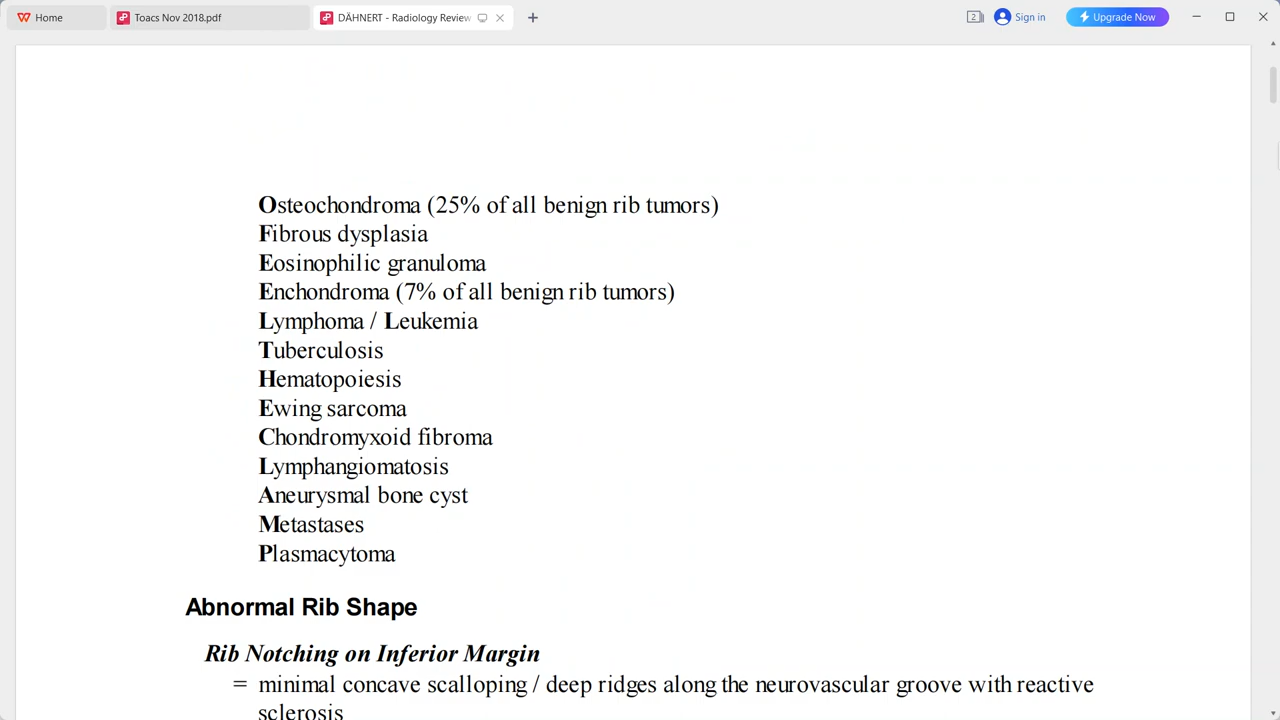 Home
Toacs Nov 2018.pdf
DÄHNERT - Radiology Review
2
Sign in
Upgrade Now
Osteochondroma (25% of all benign rib tumors)
Fibrous dysplasia
Eosinophilic granuloma
Enchondroma (7% of all benign rib tumors)
Lymphoma / Leukemia
Tuberculosis
Hematopoiesis
Ewing sarcoma
Chondromyxoid fibroma
Lymphangiomatosis
Aneurysmal bone cyst
Metastases
Plasmacytoma
Abnormal Rib Shape
Rib Notching on Inferior Margin
= minimal concave scalloping / deep ridges along the neurovascular groove with reactive
sclerosis